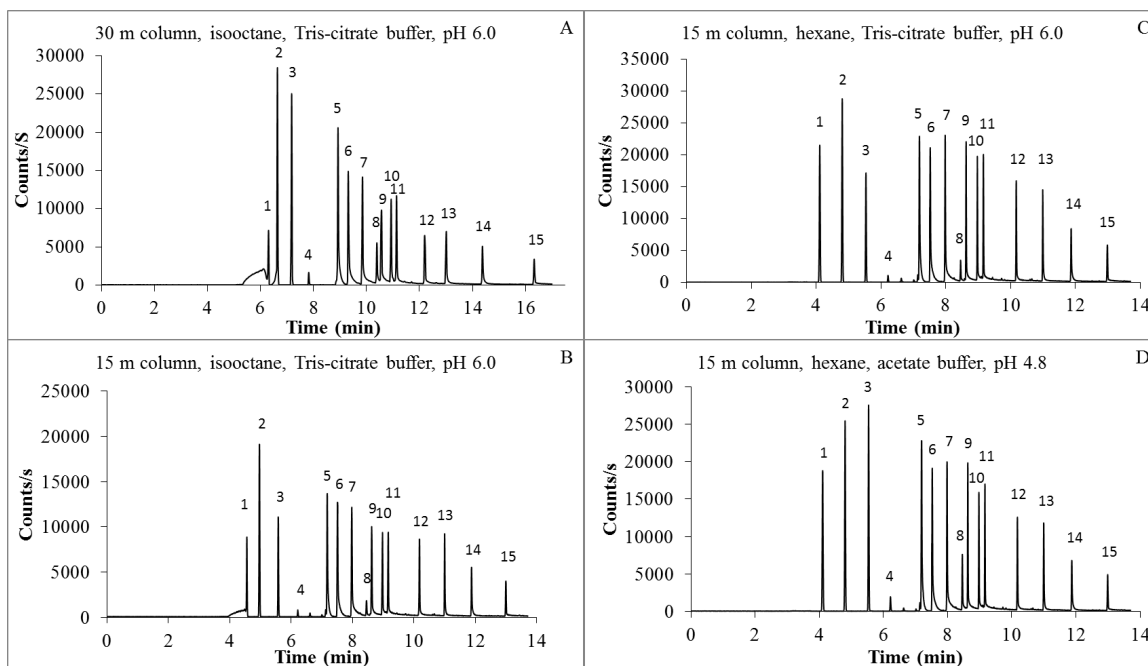 30 m column, isooctane, Tris-citrate buffer, pH 6.0 A
30000
25000
20000
15000
10000
5000
0
Counts/S
1 2 3 4 5 6 7 8 9 10 11 12 13 14 15
0 2 4 6 8 10 12 14 16
Time (min)
15 m column, hexane, Tris-citrate buffer, pH 6.0 C
35000
30000
25000
20000
15000
10000
5000
0
Counts/s
1 2 3 4 5 6 7 8 9 10 11 12 13 14 15
0 2 4 6 8 10 12 14
Time (min)
15 m column, isooctane, Tris-citrate buffer, pH 6.0 B
25000
20000
15000
10000
5000
0
Counts/s
1 2 3 4 5 6 7 8 9 10 11 12 13 14 15
0 2 4 6 8 10 12 14
Time (min)
15 m column, hexane, acetate buffer, pH 4.8 D
30000
25000
20000
15000
10000
5000
0
Counts/s
1 2 3 4 5 6 7 8 9 10 11 12 13 14 15
0 2 4 6 8 10 12 14
Time (min)